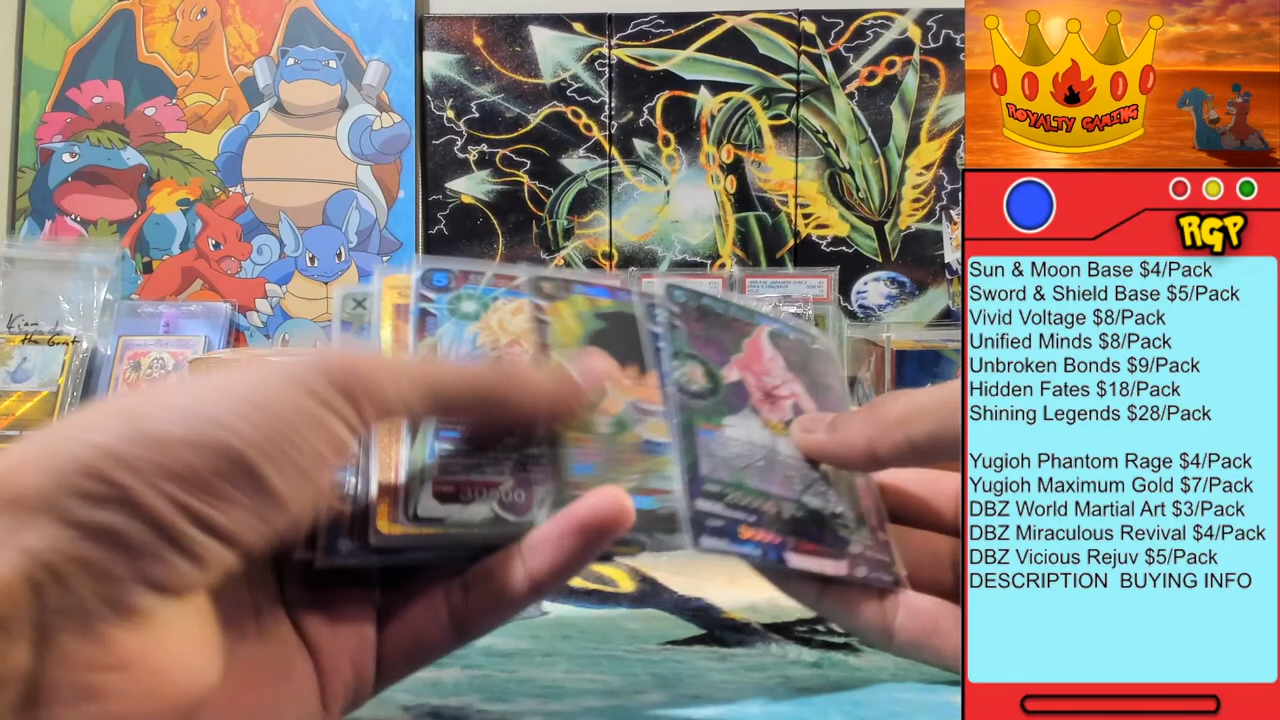 ROYALTY GAMING
RGP
Sun & Moon Base $4/Pack
Sword & Shield Base $5/Pack
Vivid Voltage $8/Pack
Unified Minds $8/Pack
Unbroken Bonds $9/Pack
Hidden Fates $18/Pack
Shining Legends $28/Pack
Yugioh Phantom Rage $4/Pack
Yugioh Maximum Gold $7/Pack
DBZ World Martial Art $3/Pack
DBZ Miraculous Revival $4/Pack
DBZ Vicious Rejuv $5/Pack
DESCRIPTION BUYING INFO
the Great
5
30000